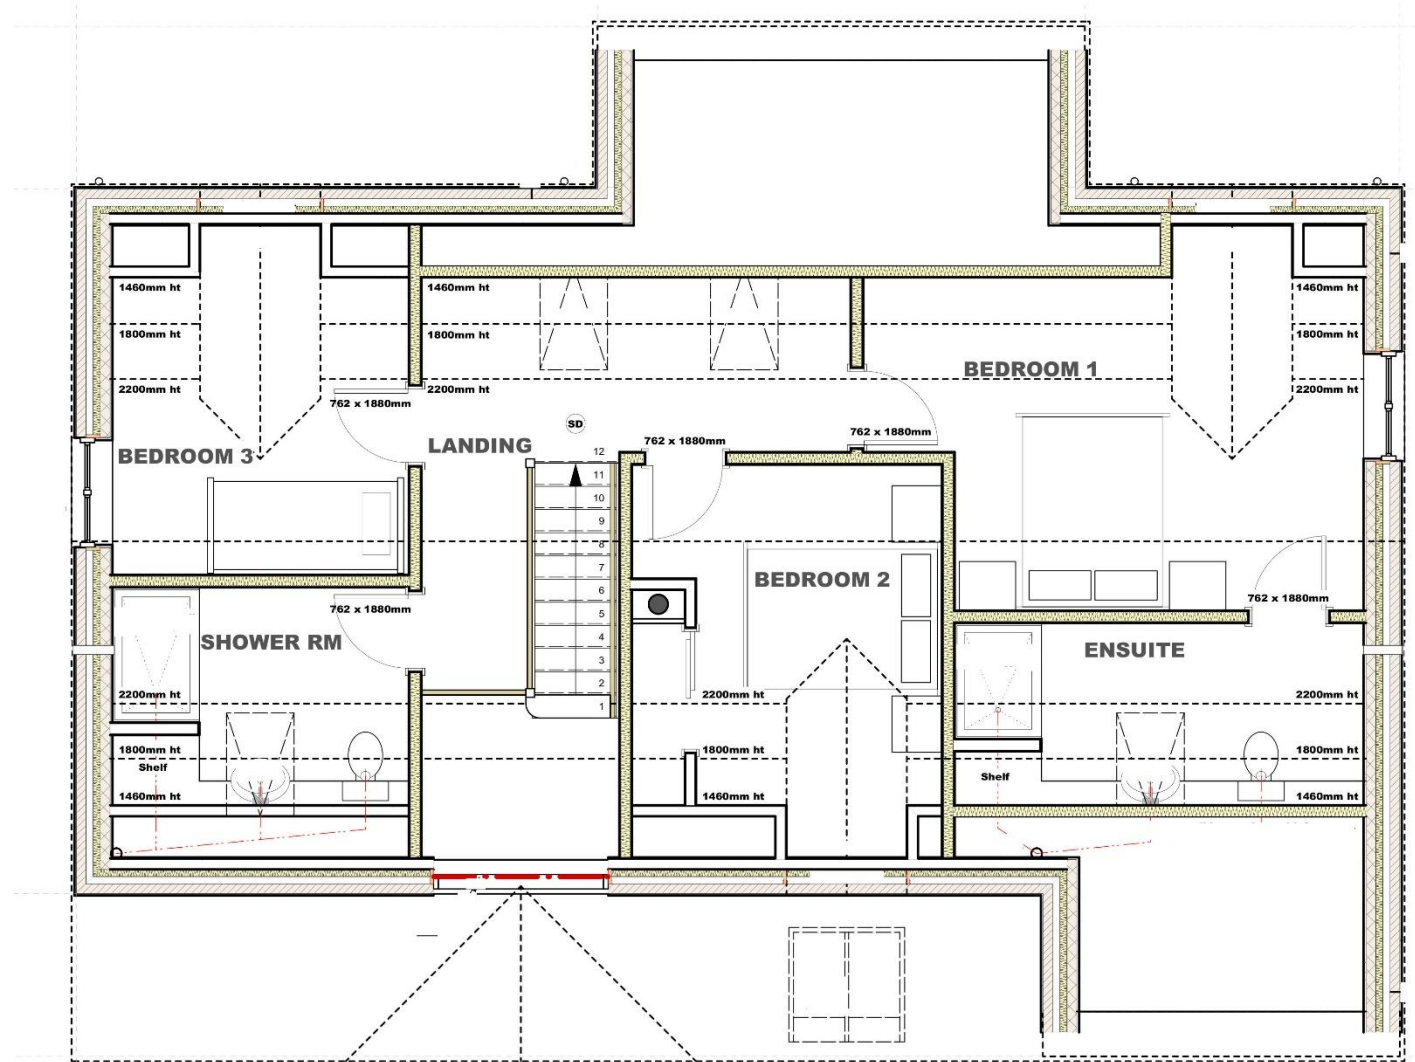 1460mm ht
1460mm ht
1460mm ht
1800mm ht
1800mm ht
1800mm ht
BEDROOM 1
2200mm ht
2200mm ht
2200mm ht
762 x 1880mm
SD
762 x 1880mm
762 x 1880mm
LANDING
BEDROOM 3
12
11
10
9
8
7
6
5
4
3
2
1
BEDROOM 2
762 x 1880mm
762 x 1880mm
SHOWER RM
ENSUITE
2200mm ht
2200mm ht
2200mm ht
1800mm ht
1800mm ht
1800mm ht
Shelf
Shelf
1460mm ht
1460mm ht
1460mm ht